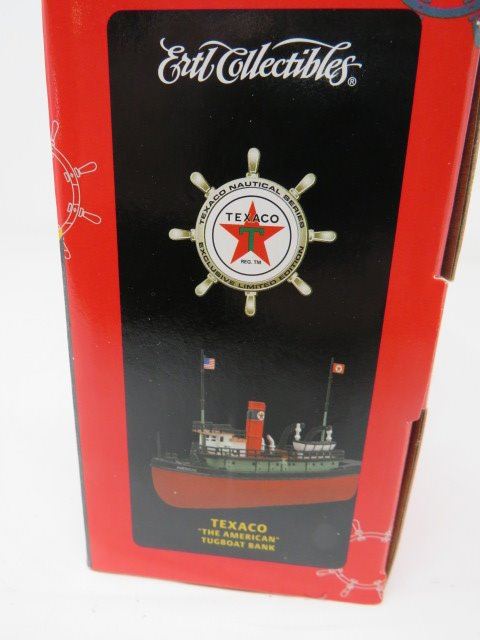 Ertl Collectibles®
TEXACO NAUTICAL SERIES
TEXACO
T
REG. TM
EXCLUSIVE LIMITED EDITION
TEXACO
"THE AMERICAN"
TUGBOAT BANK